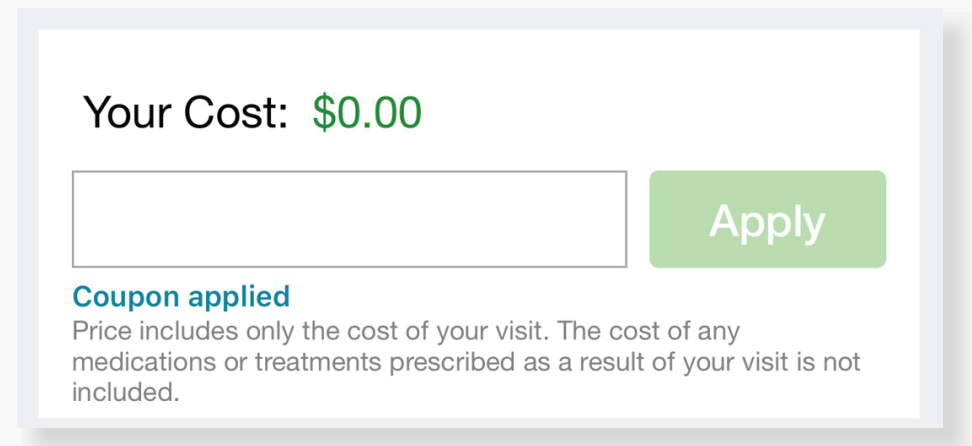 Your Cost: $0.00
Apply
Coupon applied
Price includes only the cost of your visit. The cost of any
medications or treatments prescribed as a result of your visit is not
included.